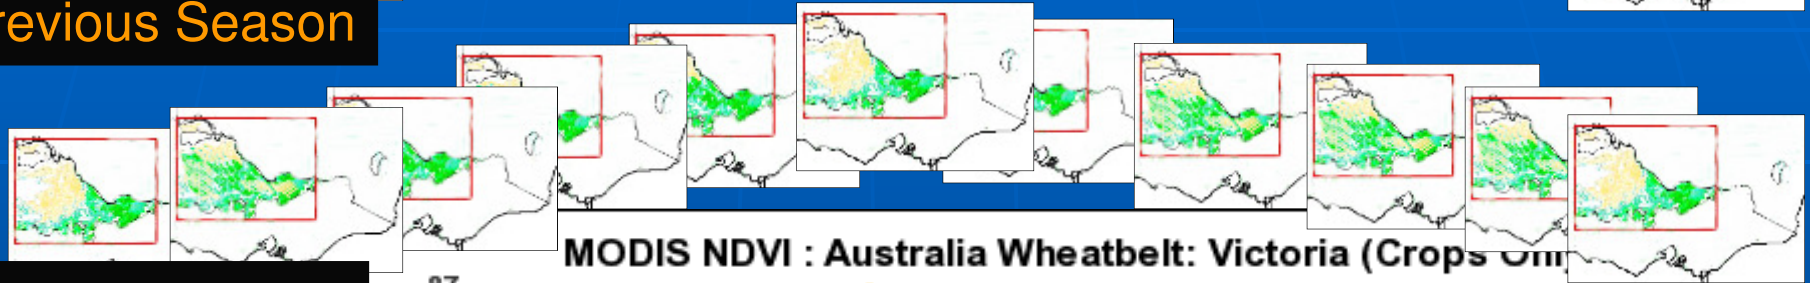 revious Season
MODIS NDVI : Australia Wheatbelt: Victoria (Crops